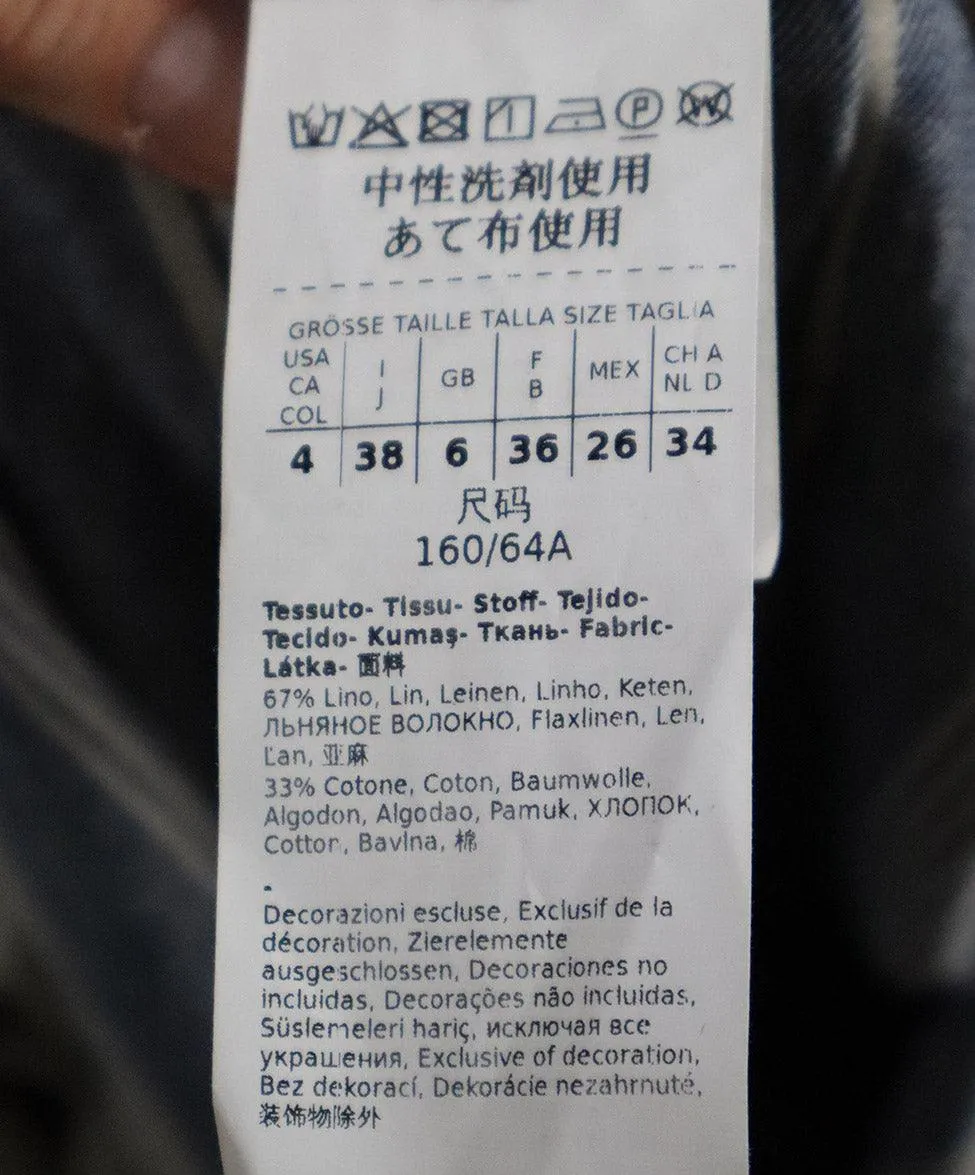 中性洗剤使用
あて布使用
GRÖSSE TAILLE TALLA SIZE TAGLIA
USA CA COL I J GB F B MEX CH A NL D
4 38 6 36 26 34
尺码
160/64A
Tessuto- Tissu- Stoff- Tejido-
Tecido- Kumaş- Ткань- Fabric-
Látka- 面料
67% Lino, Lin, Leinen, Linho, Keten,
ЛЬНЯНОЕ ВОЛОКНО, Flaxlinen, Len,
Ľan, 亚麻
33% Cotone, Coton, Baumwolle,
Algodon, Algodao, Pamuk, ХЛОПОК,
Cotton, Bavlna, 棉
-
Decorazioni escluse, Exclusif de la
décoration, Zierelemente
ausgeschlossen, Decoraciones no
incluidas, Decorações não incluidas,
Süslemeleri hariç, исключая все
украшения, Exclusive of decoration,
Bez dekorací, Dekorácie nezahrnuté,
装饰物除外